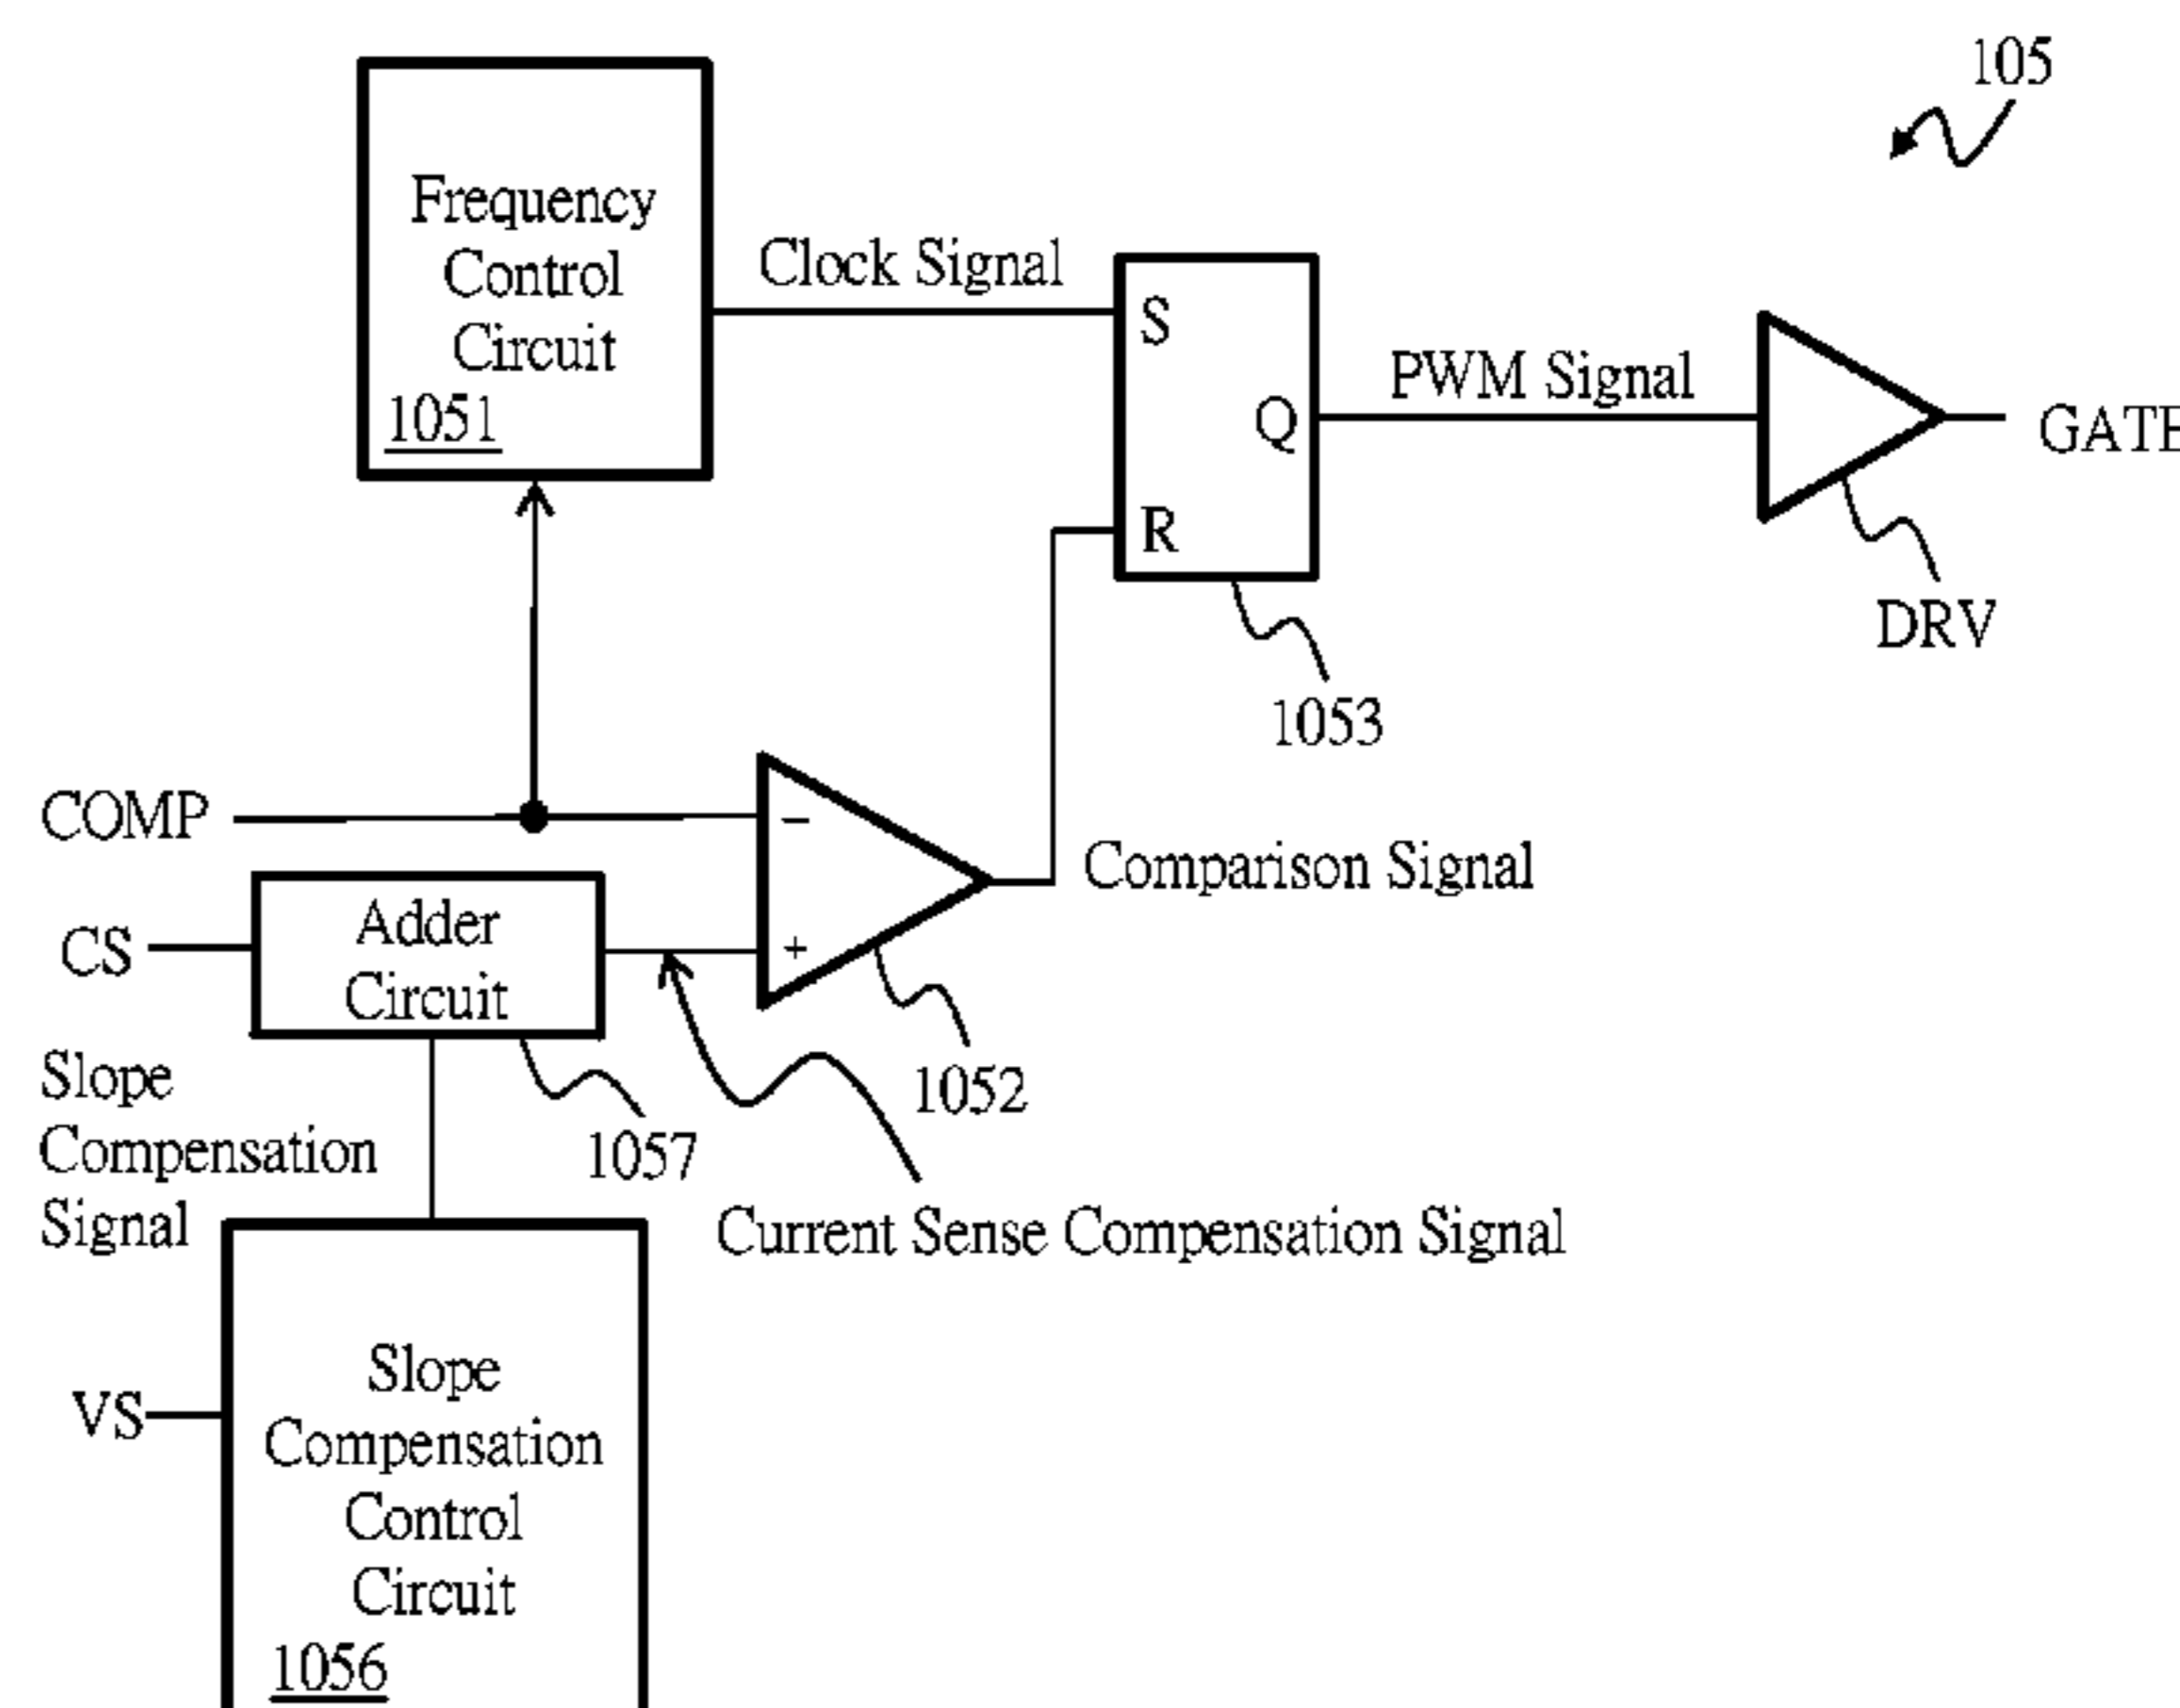 105
Frequency
Control
Circuit
1051
Clock Signal
S
Q
R
PWM Signal
GATE
DRV
1053
COMP
−
+
Comparison Signal
CS
Adder
Circuit
1052
1057
Slope
Compensation
Signal
Current Sense Compensation Signal
VS
Slope
Compensation
Control
Circuit
1056